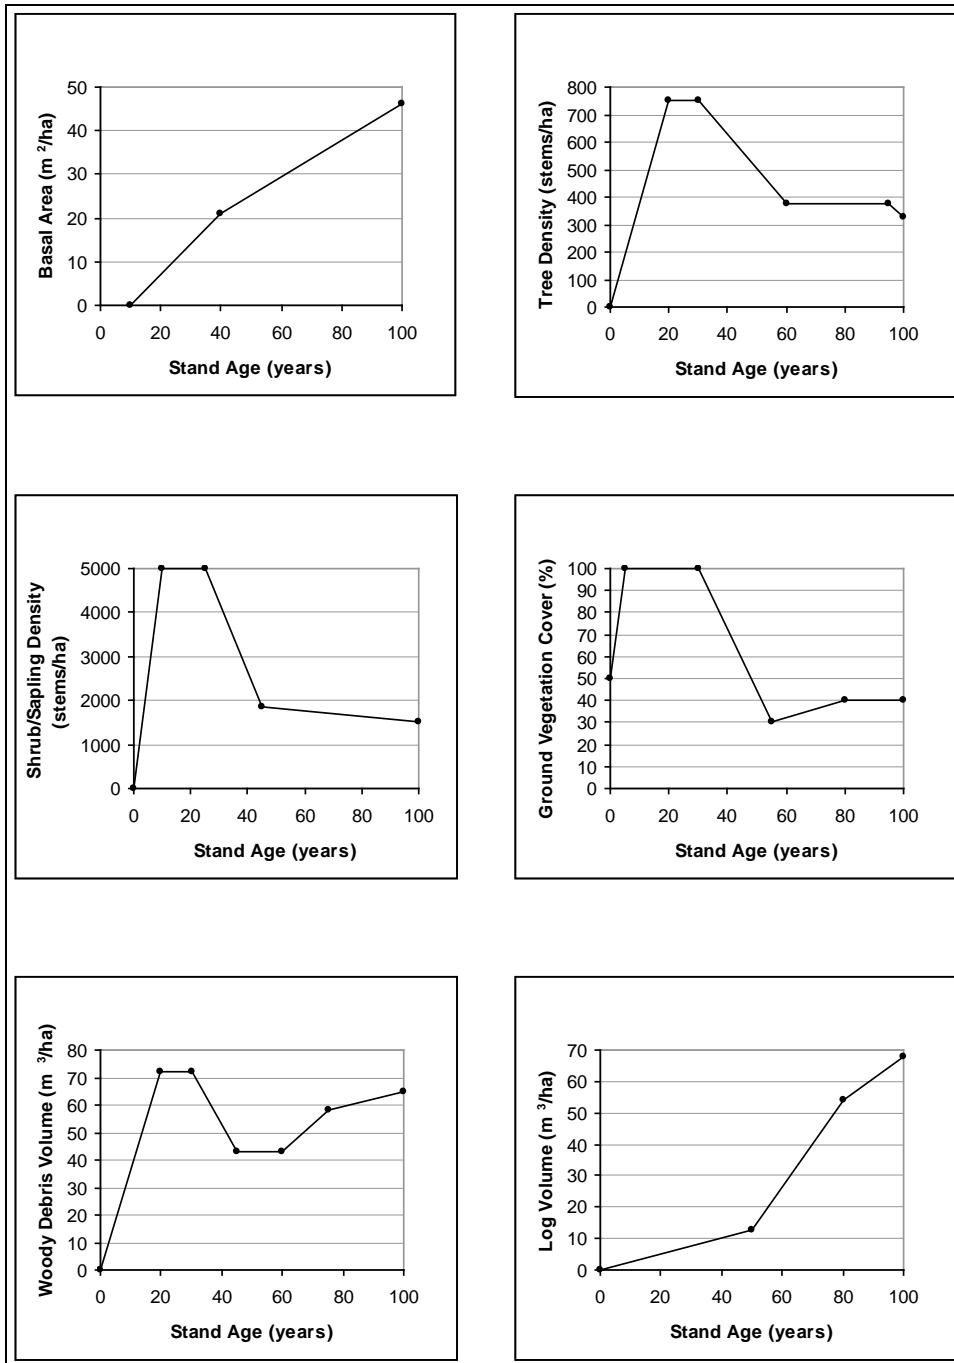 Basal Area (m ²/ha)
50
40
30
20
10
0
0 20 40 60 80 100
Stand Age (years)
Tree Density (stems/ha)
800
700
600
500
400
300
200
100
0
0 20 40 60 80 100
Stand Age (years)
Shrub/Sapling Density
(stems/ha)
5000
4000
3000
2000
1000
0
0 20 40 60 80 100
Stand Age (years)
Ground Vegetation Cover (%)
100
90
80
70
60
50
40
30
20
10
0
0 20 40 60 80 100
Stand Age (years)
Woody Debris Volume (m ³/ha)
80
70
60
50
40
30
20
10
0
0 20 40 60 80 100
Stand Age (years)
Log Volume (m ³/ha)
70
60
50
40
30
20
10
0
0 20 40 60 80 100
Stand Age (years)